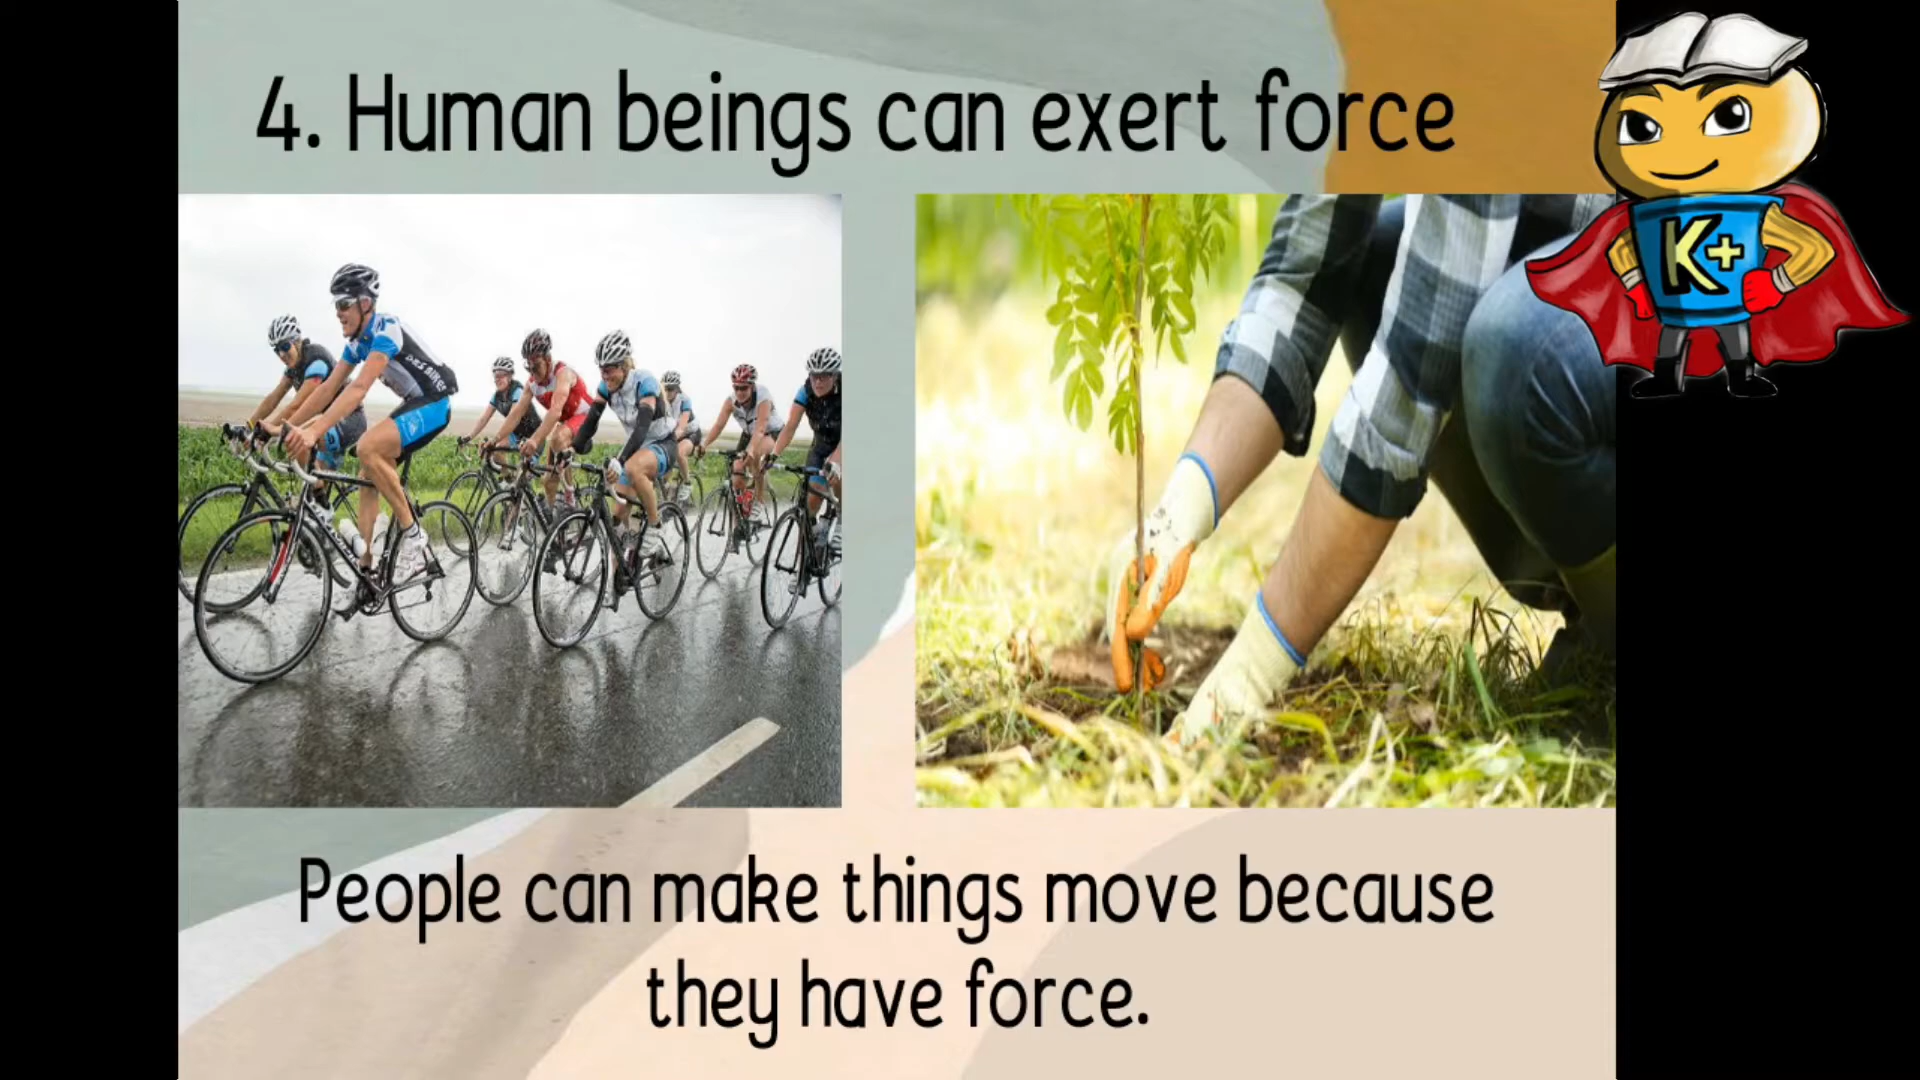 4. Human beings can exert force
K+
People can make things move because
they have force.